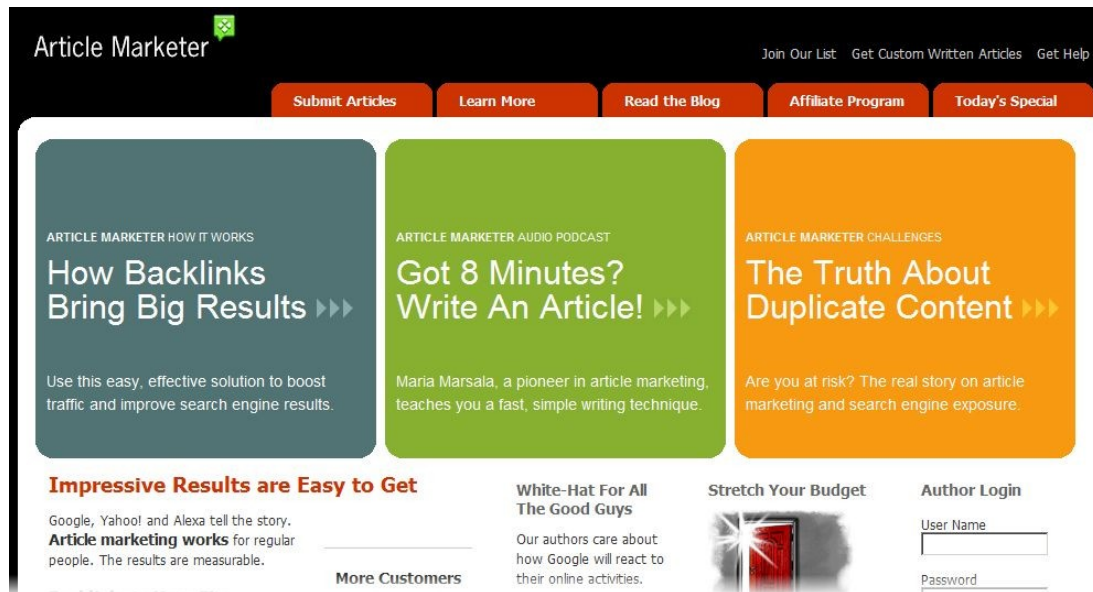 Article Marketer
Join Our List Get Custom Written Articles Get Help
Submit Articles
Learn More
Read the Blog
Affiliate Program
Today's Special
ARTICLE MARKETER HOW IT WORKS
How Backlinks
Bring Big Results
Use this easy, effective solution to boost
traffic and improve search engine results.
ARTICLE MARKETER AUDIO PODCAST
Got 8 Minutes?
Write An Article!
Maria Marsala, a pioneer in article marketing,
teaches you a fast, simple writing technique.
ARTICLE MARKETER CHALLENGES
The Truth About
Duplicate Content
Are you at risk? The real story on article
marketing and search engine exposure.
Impressive Results are Easy to Get
Google, Yahoo! and Alexa tell the story.
Article marketing works for regular
people. The results are measurable.
More Customers
White-Hat For All
The Good Guys
Our authors care about
how Google will react to
their online activities.
Stretch Your Budget
Author Login
User Name
Password